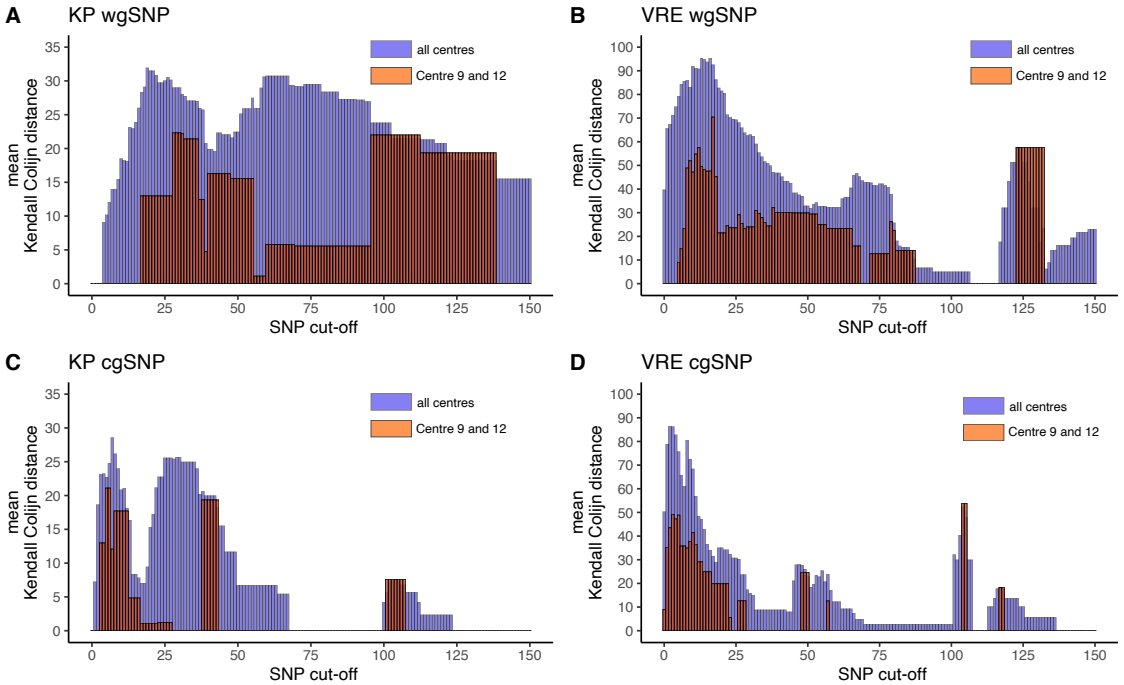 A
KP wgSNP
35
30
25
20
15
10
5
0
mean
Kendall Colijn distance
all centres
Centre 9 and 12
0
25
50
75
100
125
150
SNP cut-off
B
VRE wgSNP
100
90
80
70
60
50
40
30
20
10
0
mean
Kendall Colijn distance
all centres
Centre 9 and 12
0
25
50
75
100
125
150
SNP cut-off
C
KP cgSNP
35
30
25
20
15
10
5
0
mean
Kendall Colijn distance
all centres
Centre 9 and 12
0
25
50
75
100
125
150
SNP cut-off
D
VRE cgSNP
100
90
80
70
60
50
40
30
20
10
0
mean
Kendall Colijn distance
all centres
Centre 9 and 12
0
25
50
75
100
125
150
SNP cut-off